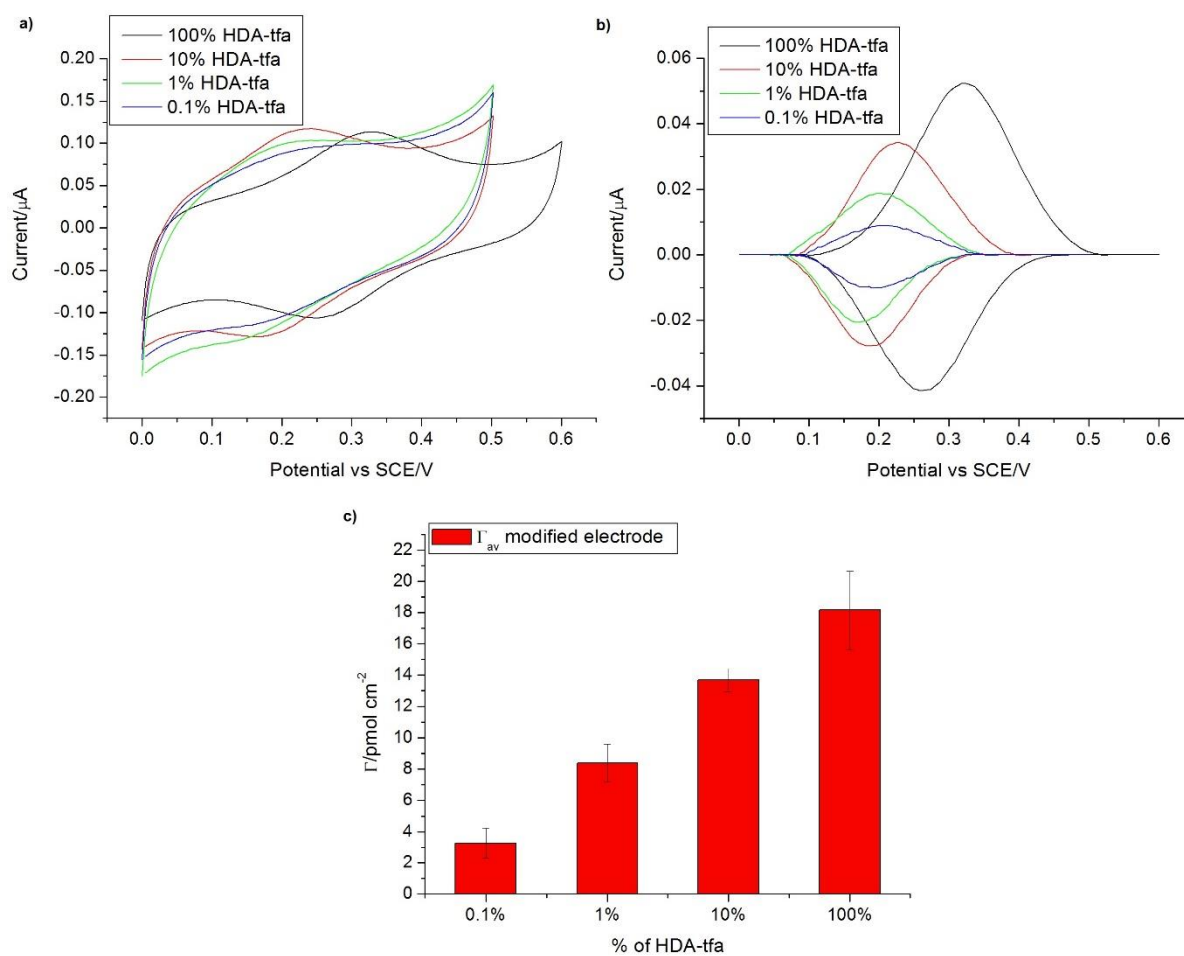 a)
100% HDA-tfa
10% HDA-tfa
1% HDA-tfa
0.1% HDA-tfa
0.20
0.15
0.10
0.05
0.00
-0.05
-0.10
-0.15
-0.20
Current/µA
0.0 0.1 0.2 0.3 0.4 0.5 0.6
Potential vs SCE/V
b)
100% HDA-tfa
10% HDA-tfa
1% HDA-tfa
0.1% HDA-tfa
0.06
0.04
0.02
0.00
-0.02
-0.04
Current/µA
0.0 0.1 0.2 0.3 0.4 0.5 0.6
Potential vs SCE/V
c)
Γav modified electrode
22
20
18
16
14
12
10
8
6
4
2
0
Γ/pmol cm-2
0.1% 1% 10% 100%
% of HDA-tfa